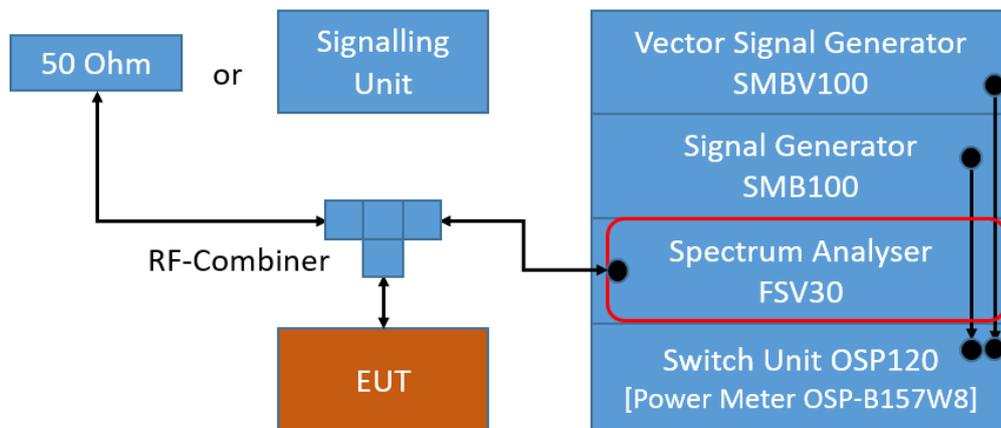 50 Ohm
or
Signalling
Unit
RF-Combiner
EUT
Vector Signal Generator
SMBV100
Signal Generator
SMB100
Spectrum Analyser
FSV30
Switch Unit OSP120
[Power Meter OSP-B157W8]